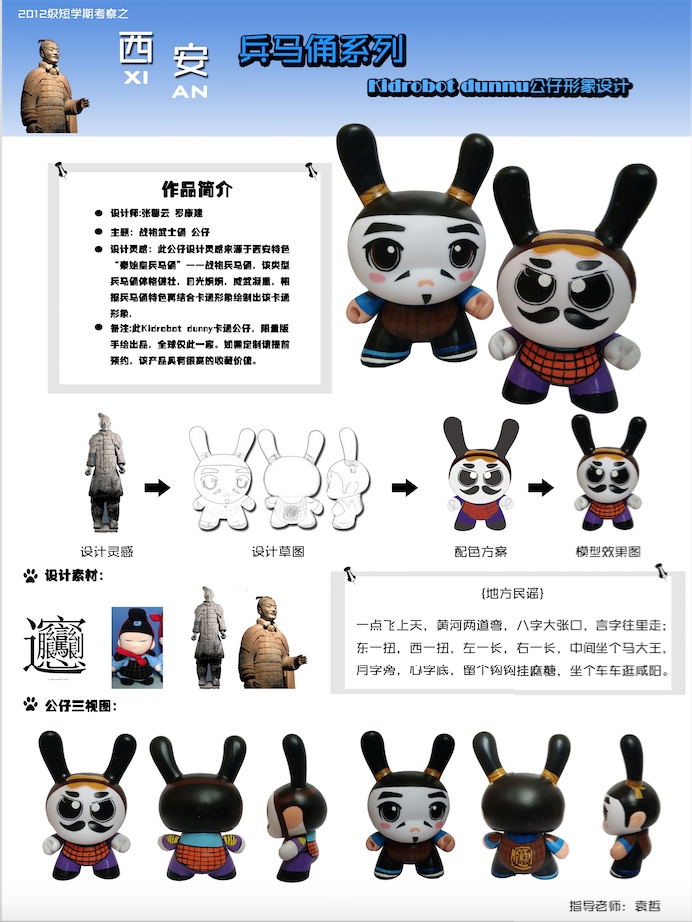 2012级短学期考察之
西安
XI AN
兵马俑系列
Kidrobot dunnu公仔形象设计
作品简介
设计师:张馨云 罗康建
主题：战袍武士俑 公仔
设计灵感：此公仔设计灵感来源于西安特色
“秦始皇兵马俑”——战袍兵马俑，该类型
兵马俑体格健壮，目光炯炯，威武凝重，根
据兵马俑特色再结合卡通形象绘制出该卡通
形象.
备注:此Kidrobot dunny卡通公仔，限量版
手绘出品，全球仅此一家。如需定制请提前
预约，该产品具有很高的收藏价值。
设计灵感
设计草图
配色方案
模型效果图
设计素材：
{地方民谣}
一点飞上天，黄河两道弯，八字大张口，言字往里走；
东一扭，西一扭，左一长，右一长，中间坐个马大王，
月字旁，心字底，留个钩钩挂麻糖，坐个车车逛咸阳。
公仔三视图：
指导老师：袁哲